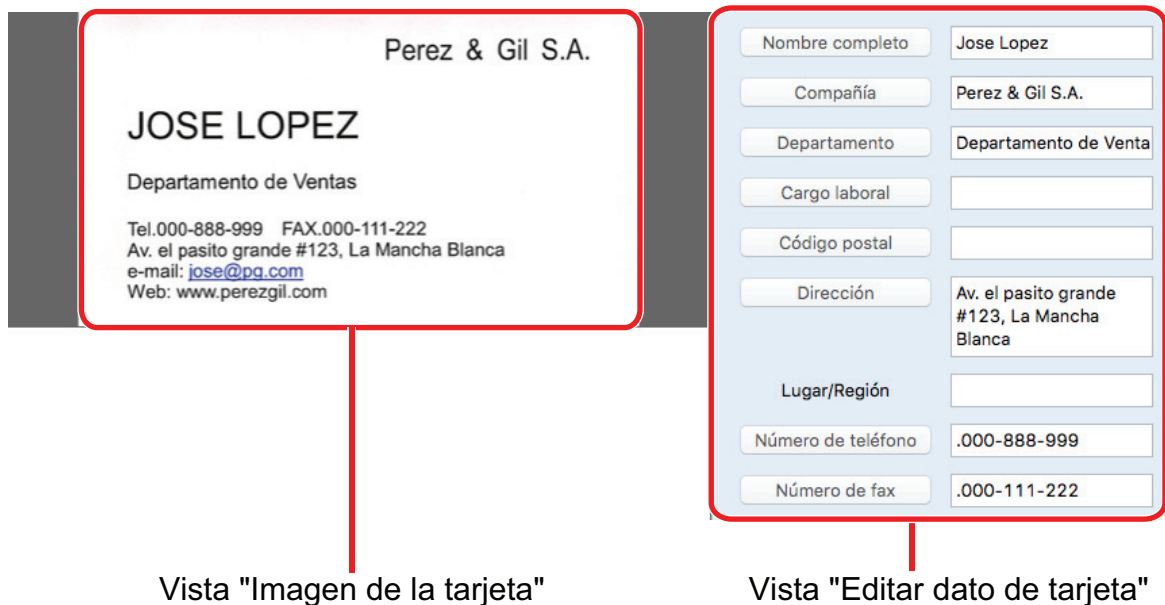 Perez & Gil S.A.
JOSE LOPEZ
Departamento de Ventas
Tel.000-888-999 FAX.000-111-222
Av. el pasito grande #123, La Mancha Blanca
e-mail: jose@pg.com
Web: www.perezgil.com
Nombre completo Jose Lopez
Compañía Perez & Gil S.A.
Departamento Departamento de Venta
Cargo laboral
Código postal
Dirección Av. el pasito grande
#123, La Mancha
Blanca
Lugar/Región
Número de teléfono .000-888-999
Número de fax .000-111-222
Vista "Imagen de la tarjeta"
Vista "Editar dato de tarjeta"